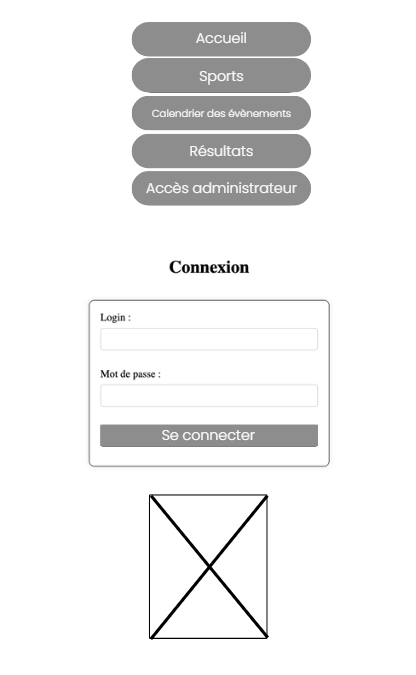 Accueil
Sports
Calendrier des évènements
Résultats
Accès administrateur
Connexion
Login :
Mot de passe :
Se connecter